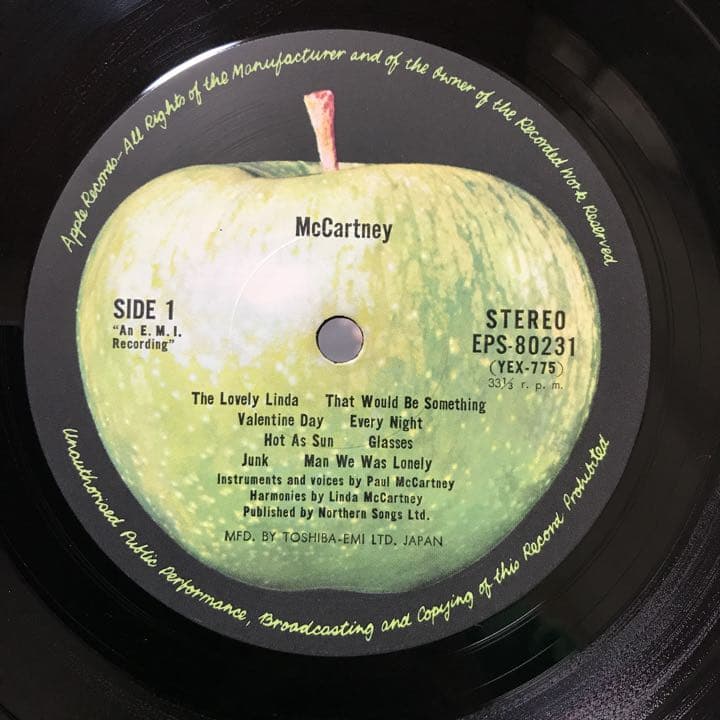 Apple Records-All Rights of the Manufacturer and of the Owner of the Recorded Work Reserved
McCartney
SIDE 1
"An E. M. I.
Recording"
STEREO
EPS-80231
(YEX-775)
33⅓ r. p. m.
The Lovely Linda That Would Be Something
Valentine Day Every Night
Hot As Sun Glasses
Junk Man We Was Lonely
Instruments and voices by Paul McCartney
Harmonies by Linda McCartney
Published by Northern Songs Ltd.
MFD. BY TOSHIBA-EMI LTD. JAPAN
Unauthorised Public Performance, Broadcasting and Copying of this Record Prohibited